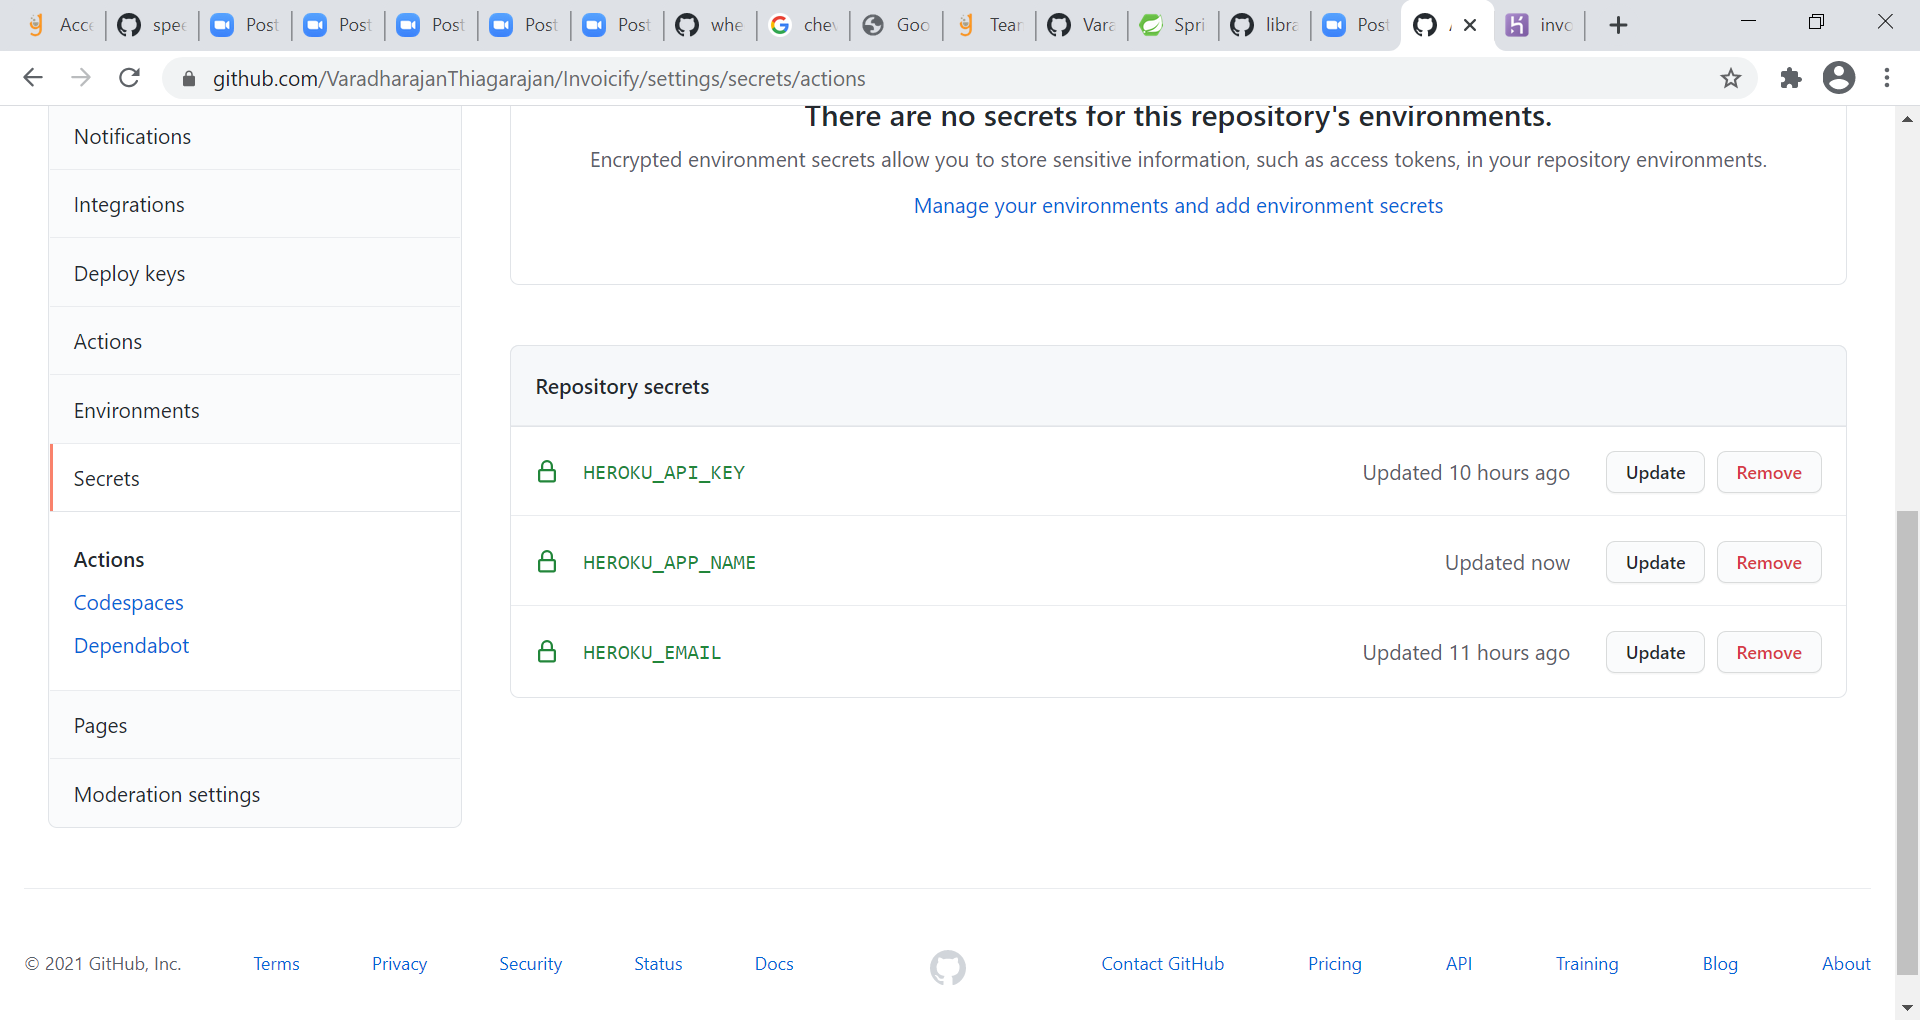 Acce
spee
Post
Post
Post
Post
Post
whe
chev
Goo
Tean
Vara
Spri
libra
Post
invo
github.com/VaradharajanThiagarajan/Invoicify/settings/secrets/actions
Notifications
Integrations
Deploy keys
Actions
Environments
Secrets
Actions
Codespaces
Dependabot
Pages
Moderation settings
There are no secrets for this repository's environments.
Encrypted environment secrets allow you to store sensitive information, such as access tokens, in your repository environments.
Manage your environments and add environment secrets
Repository secrets
HEROKU_API_KEY Updated 10 hours ago Update Remove
HEROKU_APP_NAME Updated now Update Remove
HEROKU_EMAIL Updated 11 hours ago Update Remove
© 2021 GitHub, Inc. Terms Privacy Security Status Docs Contact GitHub Pricing API Training Blog About